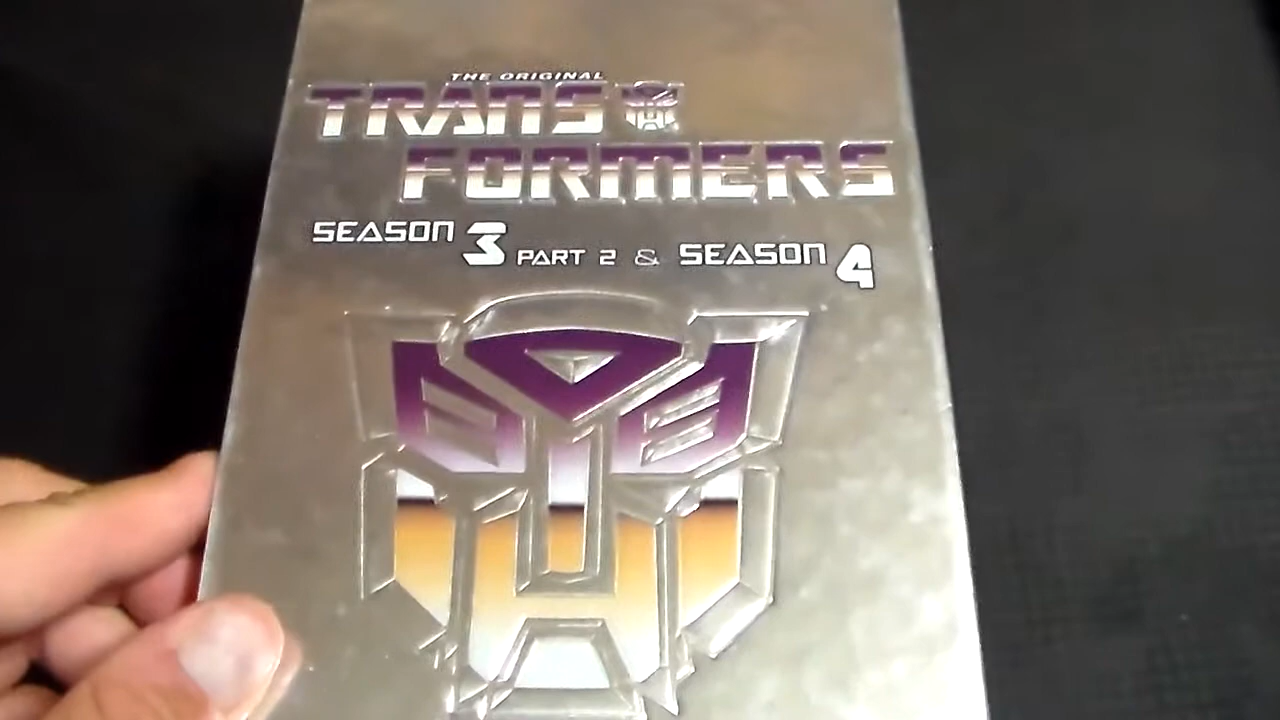 THE ORIGINAL
TRANS
FORMERS
SEASON 3 PART 2 & SEASON 4